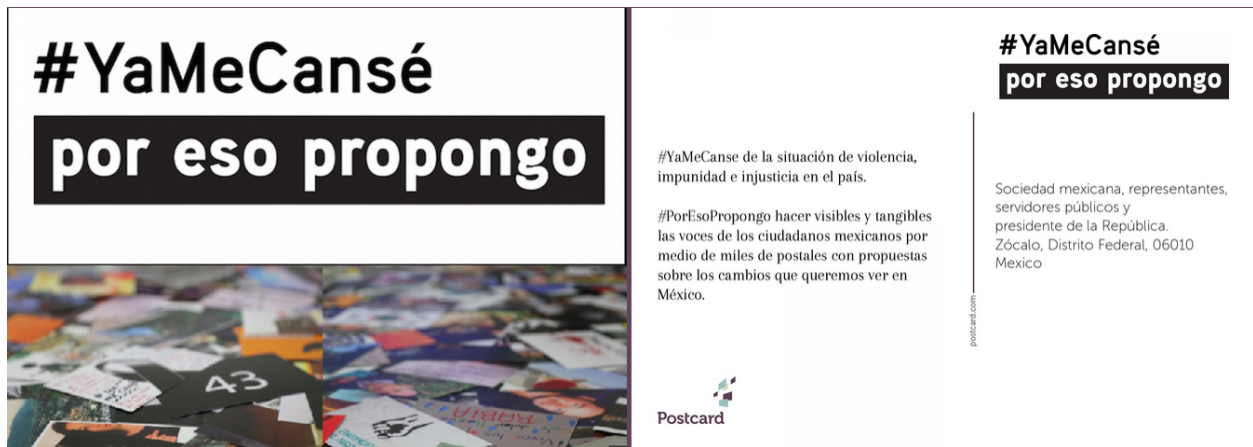 #YaMeCansé
por eso propongo
43
RABIA
#YaMeCanse de la situación de violencia,
impunidad e injusticia en el país.
#PorEsoPropongo hacer visibles y tangibles
las voces de los ciudadanos mexicanos por
medio de miles de postales con propuestas
sobre los cambios que queremos ver en
México.
Postcard
postcard.com
#YaMeCansé
por eso propongo
Sociedad mexicana, representantes,
servidores públicos y
presidente de la República.
Zócalo, Distrito Federal, 06010
Mexico